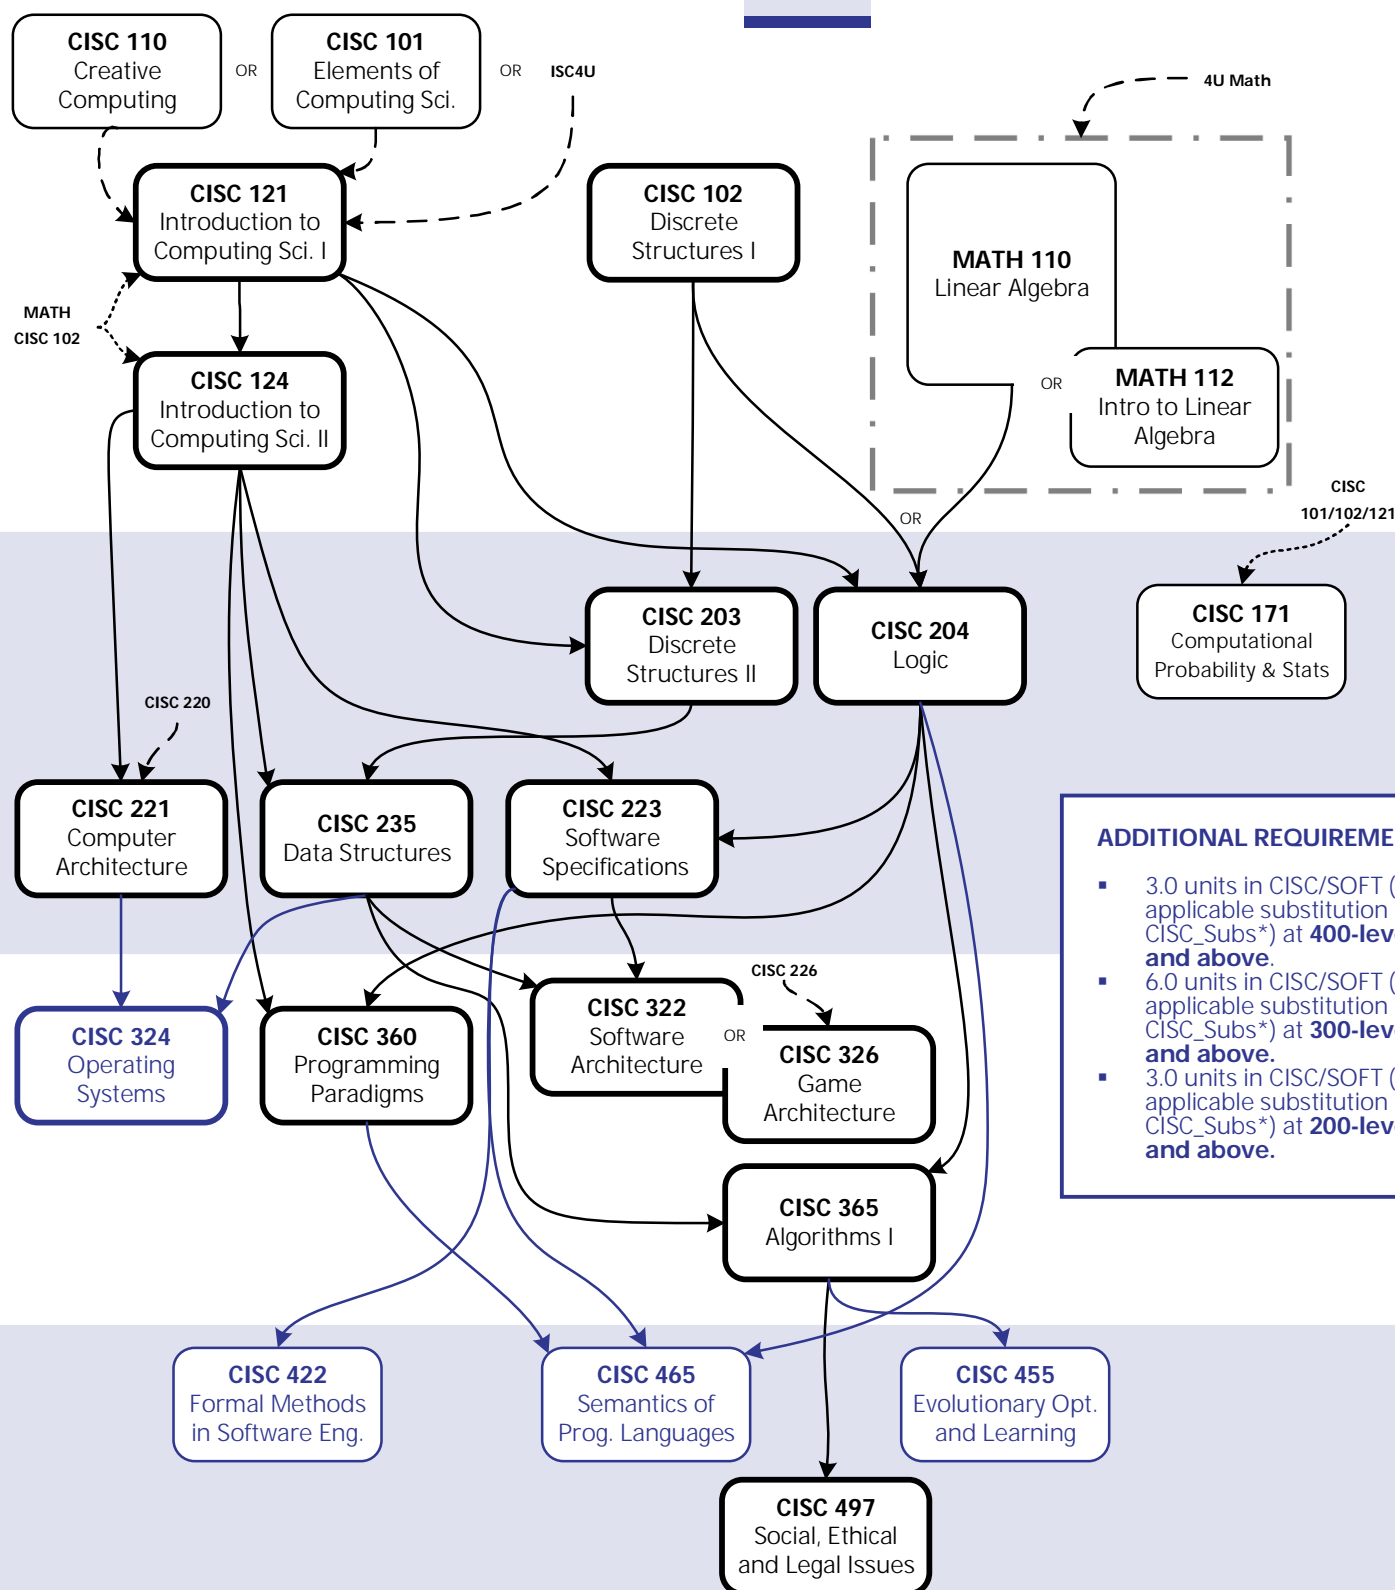 CISC 110
Creative
Computing
OR
CISC 101
Elements of
Computing Sci.
OR
ISC4U
4U Math
CISC 121
Introduction to
Computing Sci. I
CISC 102
Discrete
Structures I
MATH 110
Linear Algebra
MATH
CISC 102
CISC 124
Introduction to
Computing Sci. II
OR
MATH 112
Intro to Linear
Algebra
CISC
101/102/121
OR
CISC 203
Discrete
Structures II
CISC 204
Logic
CISC 171
Computational
Probability & Stats
CISC 220
CISC 221
Computer
Architecture
CISC 235
Data Structures
CISC 223
Software
Specifications
ADDITIONAL REQUIREME
▪ 3.0 units in CISC/SOFT (
applicable substitution
CISC_Subs*) at 400-leve
and above.
▪ 6.0 units in CISC/SOFT (
applicable substitution
CISC_Subs*) at 300-leve
and above.
▪ 3.0 units in CISC/SOFT (
applicable substitution
CISC_Subs*) at 200-leve
and above.
CISC 226
CISC 324
Operating
Systems
CISC 360
Programming
Paradigms
CISC 322
Software
Architecture
OR
CISC 326
Game
Architecture
CISC 365
Algorithms I
CISC 422
Formal Methods
in Software Eng.
CISC 465
Semantics of
Prog. Languages
CISC 455
Evolutionary Opt.
and Learning
CISC 497
Social, Ethical
and Legal Issues